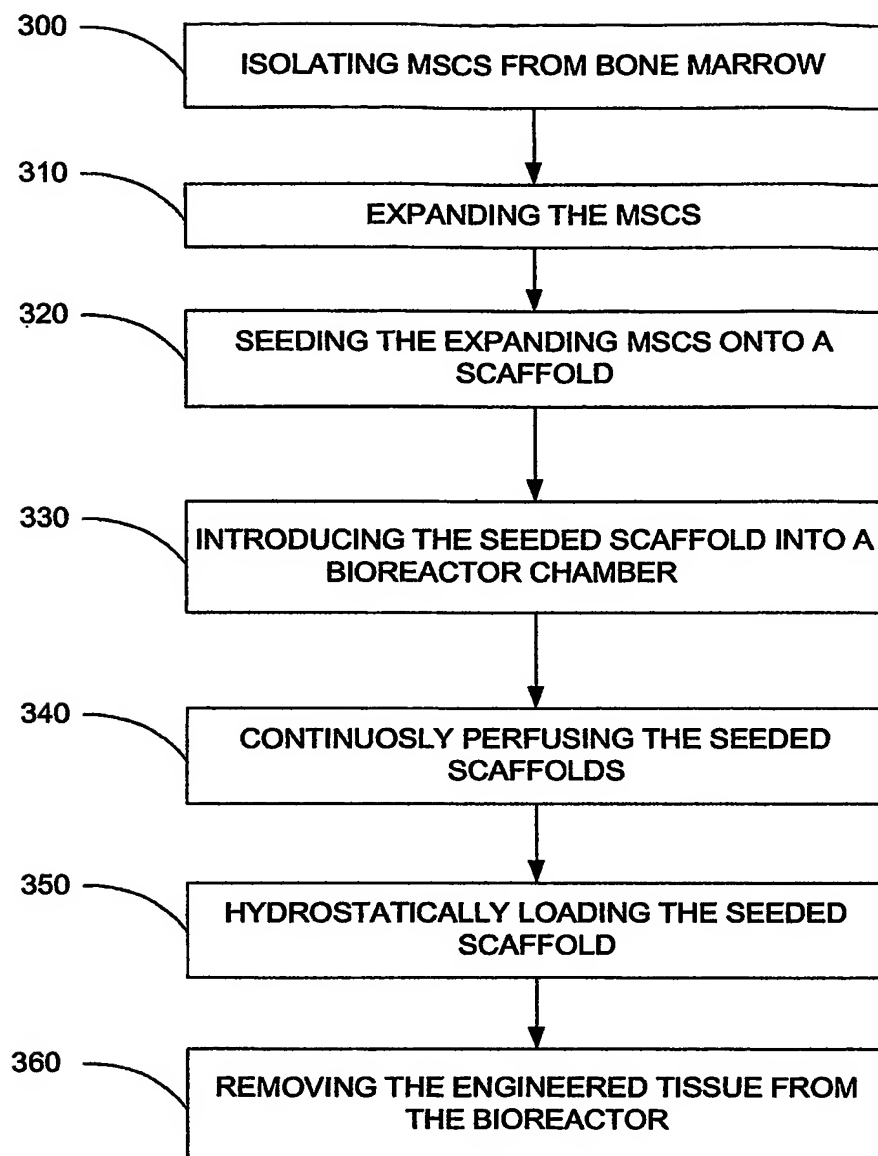 300
ISOLATING MSCS FROM BONE MARROW
310
EXPANDING THE MSCS
320
SEEDING THE EXPANDING MSCS ONTO A
SCAFFOLD
330
INTRODUCING THE SEEDED SCAFFOLD INTO A
BIOREACTOR CHAMBER
340
CONTINUOSLY PERFUSING THE SEEDED
SCAFFOLDS
350
HYDROSTATICALLY LOADING THE SEEDED
SCAFFOLD
360
REMOVING THE ENGINEERED TISSUE FROM
THE BIOREACTOR